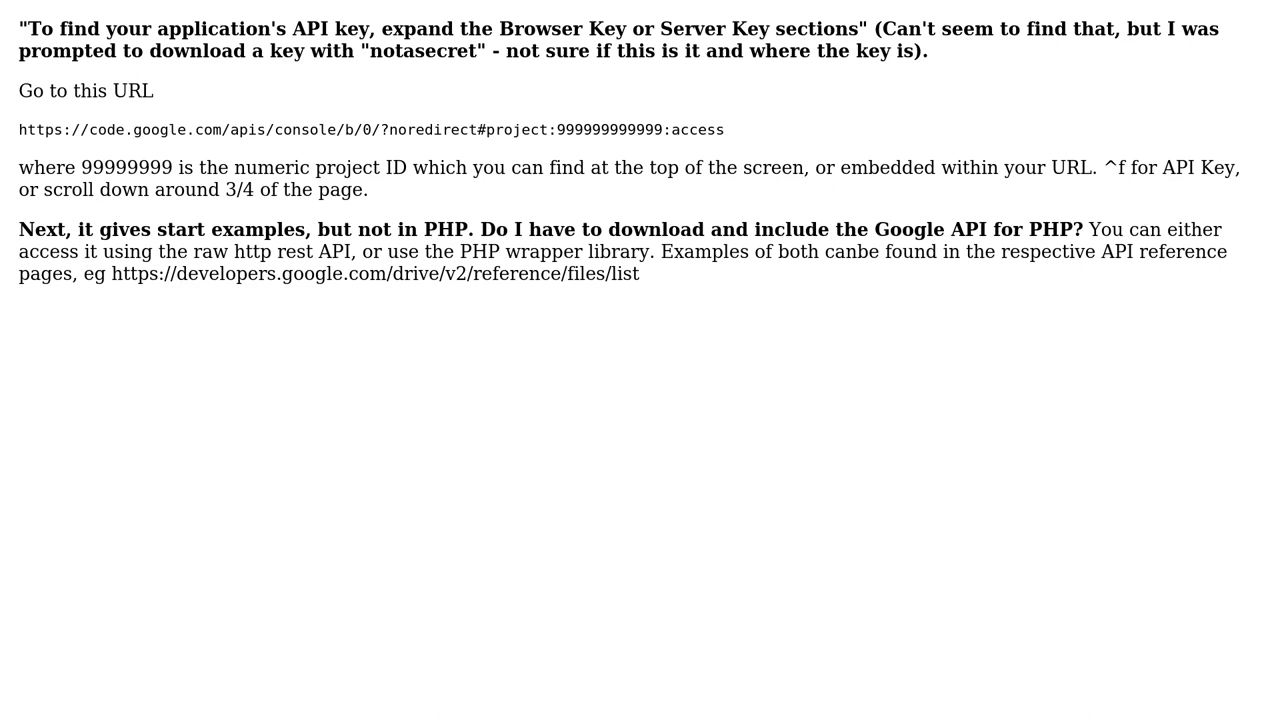 "To find your application's API key, expand the Browser Key or Server Key sections" (Can't seem to find that, but I was
prompted to download a key with "notasecret" - not sure if this is it and where the key is).
Go to this URL
https://code.google.com/apis/console/b/0/?noredirect#project:999999999999:access
where 99999999 is the numeric project ID which you can find at the top of the screen, or embedded within your URL. ^f for API Key,
or scroll down around 3/4 of the page.
Next, it gives start examples, but not in PHP. Do I have to download and include the Google API for PHP? You can either
access it using the raw http rest API, or use the PHP wrapper library. Examples of both canbe found in the respective API reference
pages, eg https://developers.google.com/drive/v2/reference/files/list